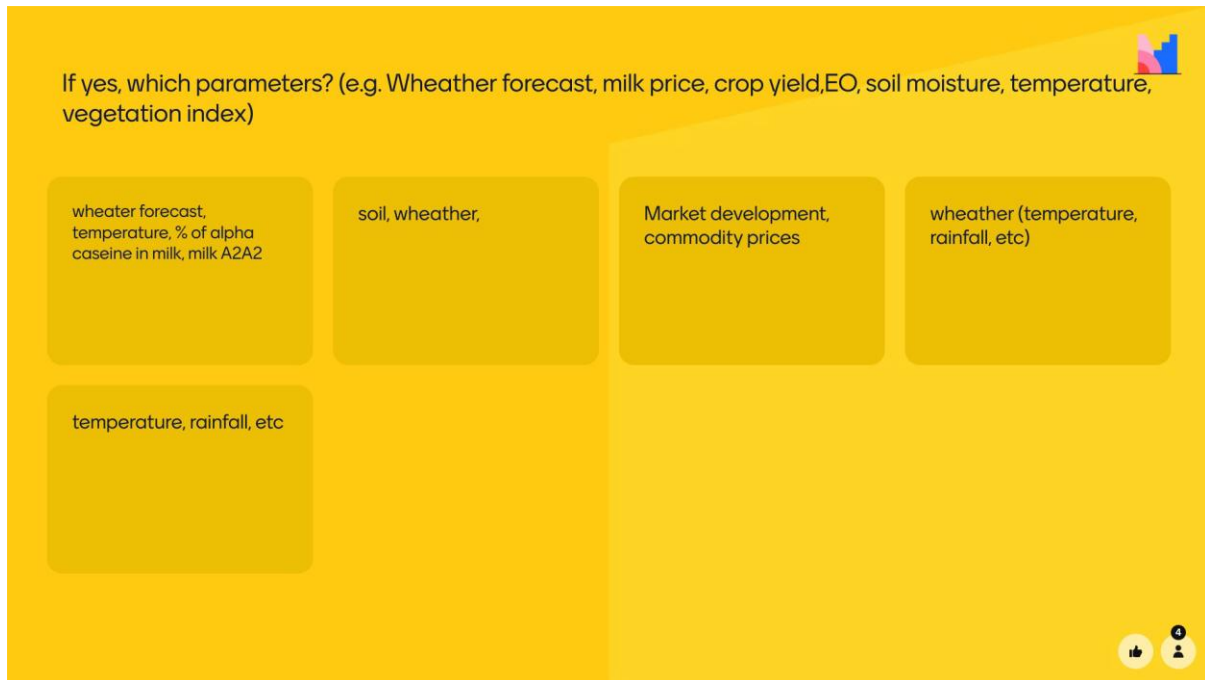 If yes, which parameters? (e.g. Wheather forecast, milk price, crop yield,EO, soil moisture, temperature,
vegetation index)
wheater forecast,
temperature, % of alpha
caseine in milk, milk A2A2
soil, wheather,
Market development,
commodity prices
wheather (temperature,
rainfall, etc)
temperature, rainfall, etc
4